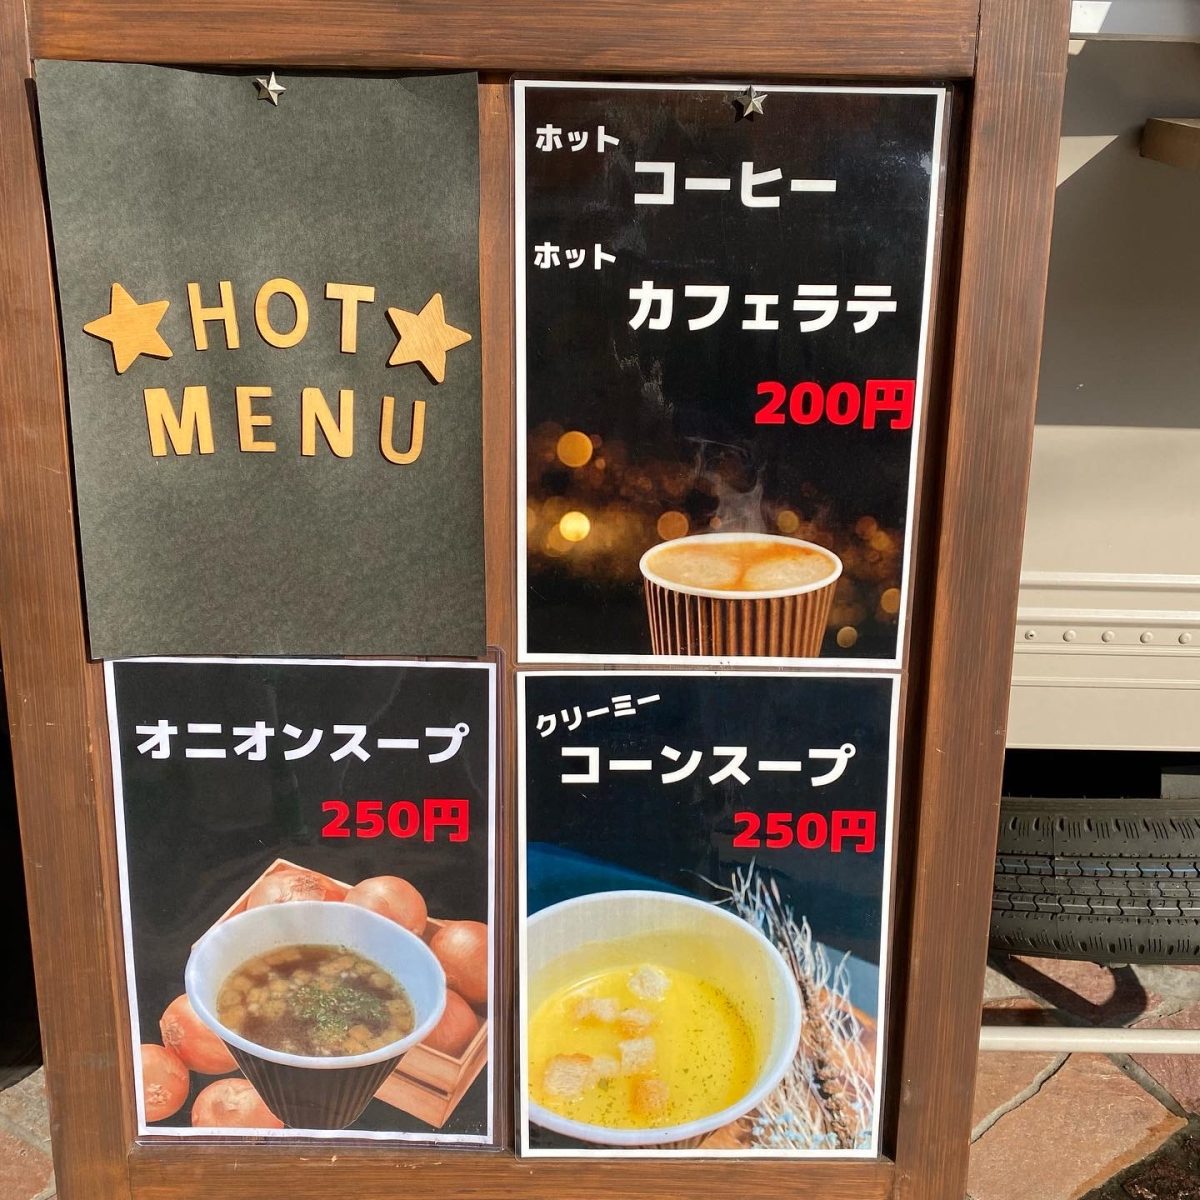 HOT
MENU
ホット
コーヒー
ホット
カフェラテ
200円
オニオンスープ
250円
クリーミー
コーンスープ
250円